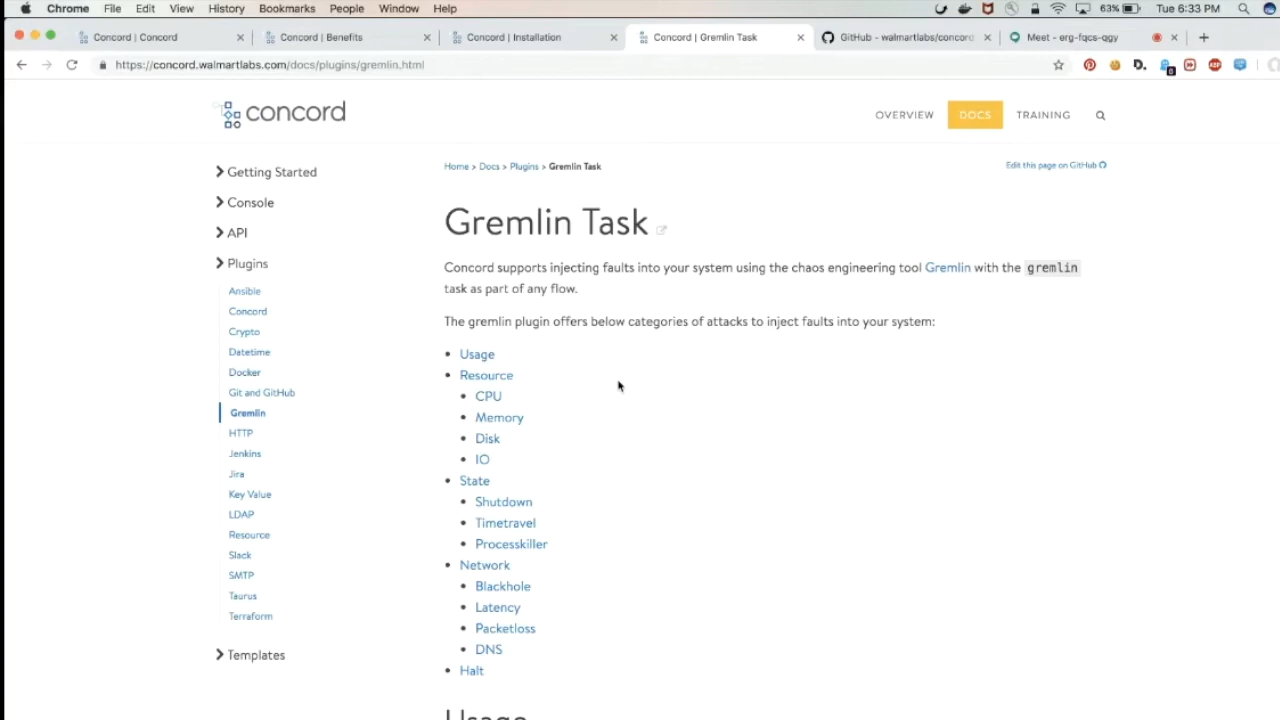 Chrome File Edit View History Bookmarks People Window Help 63% Tue 6:33 PM
Concord | Concord Concord | Benefits Concord | Installation Concord | Gremlin Task GitHub - walmartlabs/concord Meet - erg-fqcs-qgy
https://concord.walmartlabs.com/docs/plugins/gremlin.html
concord
OVERVIEW DOCS TRAINING
Getting Started
Console
API
Plugins
Ansible
Concord
Crypto
Datetime
Docker
Git and GitHub
Gremlin
HTTP
Jenkins
Jira
Key Value
LDAP
Resource
Slack
SMTP
Taurus
Terraform
Templates
Home > Docs > Plugins > Gremlin Task
Edit this page on GitHub
Gremlin Task
Concord supports injecting faults into your system using the chaos engineering tool Gremlin with the gremlin
task as part of any flow.
The gremlin plugin offers below categories of attacks to inject faults into your system:
• Usage
• Resource
• CPU
• Memory
• Disk
• IO
• State
• Shutdown
• Timetravel
• Processkiller
• Network
• Blackhole
• Latency
• Packetloss
• DNS
• Halt
Usage